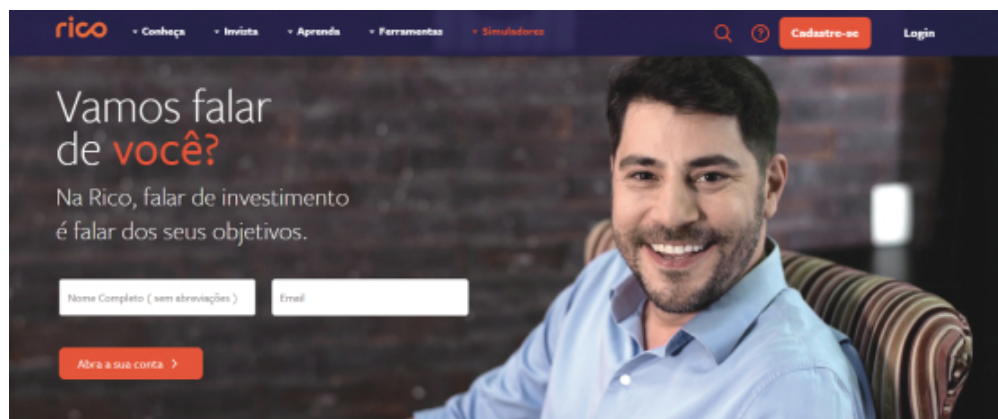 rico Conheça Invista Aprenda Ferramentas Simuladores Cadastre-se Login
Vamos falar
de você?
Na Rico, falar de investimento
é falar dos seus objetivos.
Nome Completo ( sem abreviações ) Email
Abra a sua conta